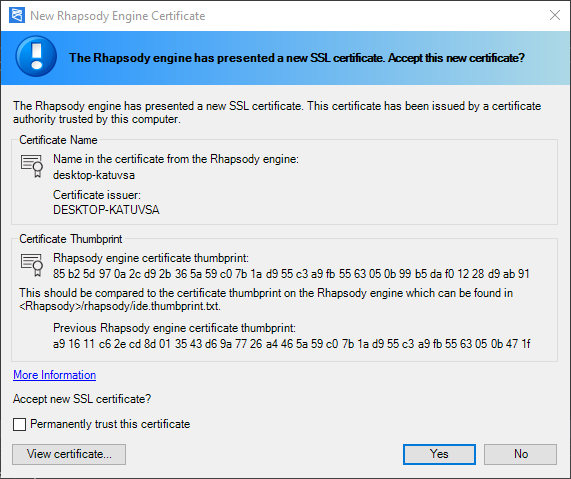 New Rhapsody Engine Certificate
The Rhapsody engine has presented a new SSL certificate. Accept this new certificate?
The Rhapsody engine has presented a new SSL certificate. This certificate has been issued by a certificate
authority trusted by this computer.
Certificate Name
Name in the certificate from the Rhapsody engine:
desktop-katuvsa
Certificate issuer:
DESKTOP-KATUVSA
Certificate Thumbprint
Rhapsody engine certificate thumbprint:
85 b2 5d 97 0a 2c d9 2b 36 5a 59 c0 7b 1a d9 55 c3 a9 fb 55 63 05 0b 99 b5 da f0 12 28 d9 ab 91
This should be compared to the certificate thumbprint on the Rhapsody engine which can be found in
<Rhapsody>/rhapsody/ide.thumbprint.txt.
Previous Rhapsody engine certificate thumbprint:
a9 16 11 c6 2e cd 8d 01 35 43 d6 9a 77 26 a4 46 5a 59 c0 7b 1a d9 55 c3 a9 fb 55 63 05 0b 47 1f
More Information
Accept new SSL certificate?
Permanently trust this certificate
View certificate...
Yes
No